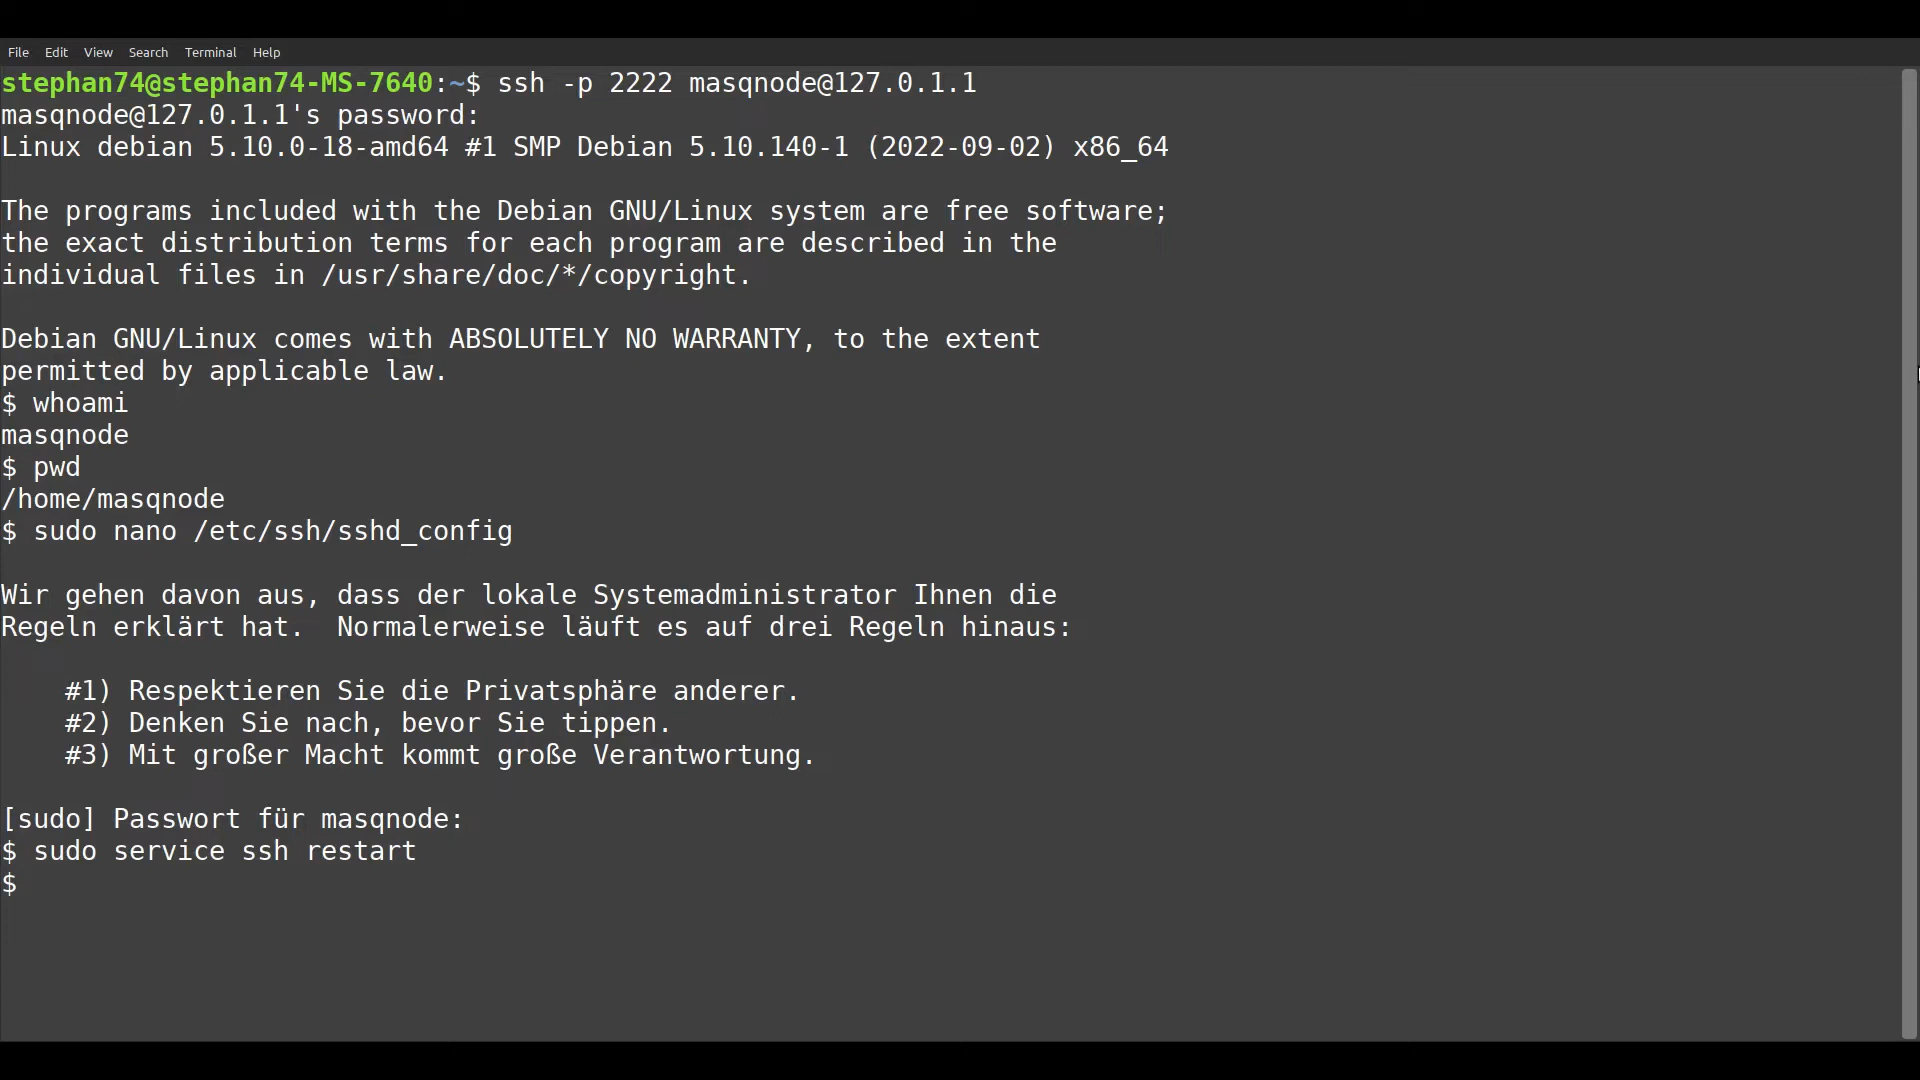 File Edit View Search Terminal Help
stephan74@stephan74-MS-7640:~$ ssh -p 2222 masqnode@127.0.1.1
masqnode@127.0.1.1's password:
Linux debian 5.10.0-18-amd64 #1 SMP Debian 5.10.140-1 (2022-09-02) x86_64
The programs included with the Debian GNU/Linux system are free software;
the exact distribution terms for each program are described in the
individual files in /usr/share/doc/*/copyright.
Debian GNU/Linux comes with ABSOLUTELY NO WARRANTY, to the extent
permitted by applicable law.
$ whoami
masqnode
$ pwd
/home/masqnode
$ sudo nano /etc/ssh/sshd_config
Wir gehen davon aus, dass der lokale Systemadministrator Ihnen die
Regeln erklärt hat.  Normalerweise läuft es auf drei Regeln hinaus:
#1) Respektieren Sie die Privatsphäre anderer.
#2) Denken Sie nach, bevor Sie tippen.
#3) Mit großer Macht kommt große Verantwortung.
[sudo] Passwort für masqnode:
$ sudo service ssh restart
$